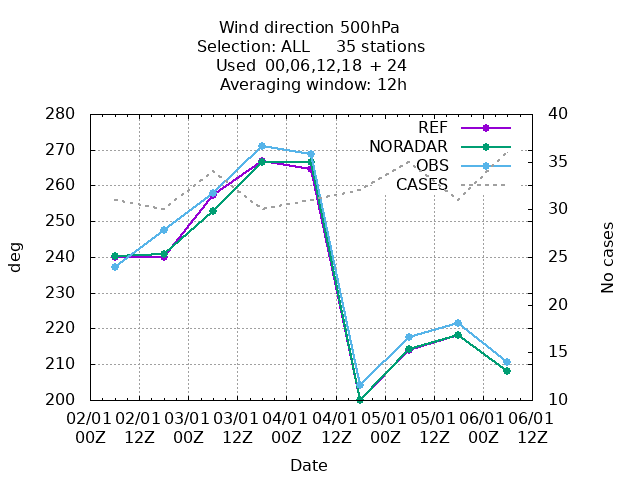 Wind direction 500hPa
Selection: ALL 35 stations
Used 00,06,12,18 + 24
Averaging window: 12h
280
270
260
250
240
230
220
210
200
deg
40
35
30
25
20
15
10
No cases
REF
NORADAR
OBS
CASES
02/01 02/01 03/01 03/01 04/01 04/01 05/01 05/01 06/01 06/01
00Z 12Z 00Z 12Z 00Z 12Z 00Z 12Z 00Z 12Z
Date